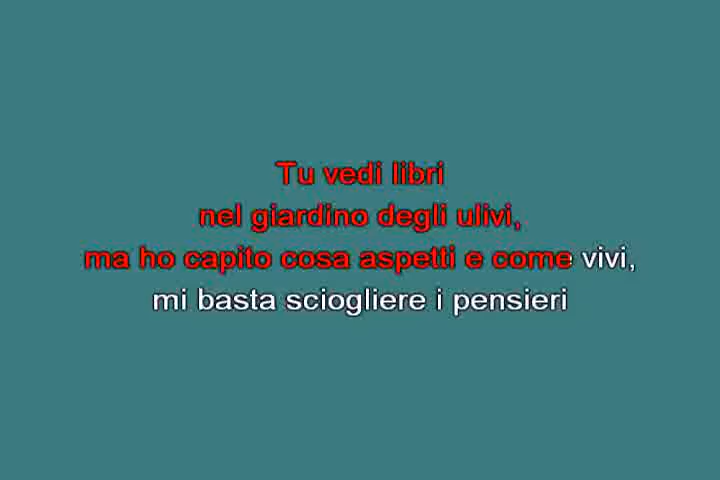 Tu vedi libri
nel giardino degli ulivi,
ma ho capito cosa aspetti e come vivi,
mi basta sciogliere i pensieri